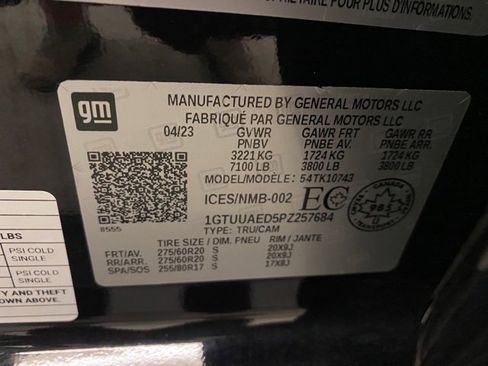 PLUS D'INFORMATIONS.
gm
MANUFACTURED BY GENERAL MOTORS LLC
FABRIQUÉ PAR GENERAL MOTORS LLC
04/23 GVWR GAWR FRT GAWR RR
PNBV PNBE AV. PNBE ARR.
3221 KG 1724 KG 1724 KG
7100 LB 3800 LB 3800 LB
MODEL/MODÈLE: 54TK10743
ICES/NMB-002 EC
1GTUUAED5PZ257684
8555 TYPE: TRU/CAM
TIRE SIZE / DIM. PNEU RIM / JANTE
FRT/AV. 275/60R20 S 20X9J
RR/ARR. 275/60R20 S 20X9J
SPA/SOS 255/80R17 S 17X8J
CANADA
985
LBS
PSI COLD
SINGLE
PSI COLD
SINGLE
TY AND THEFT
OWN ABOVE.